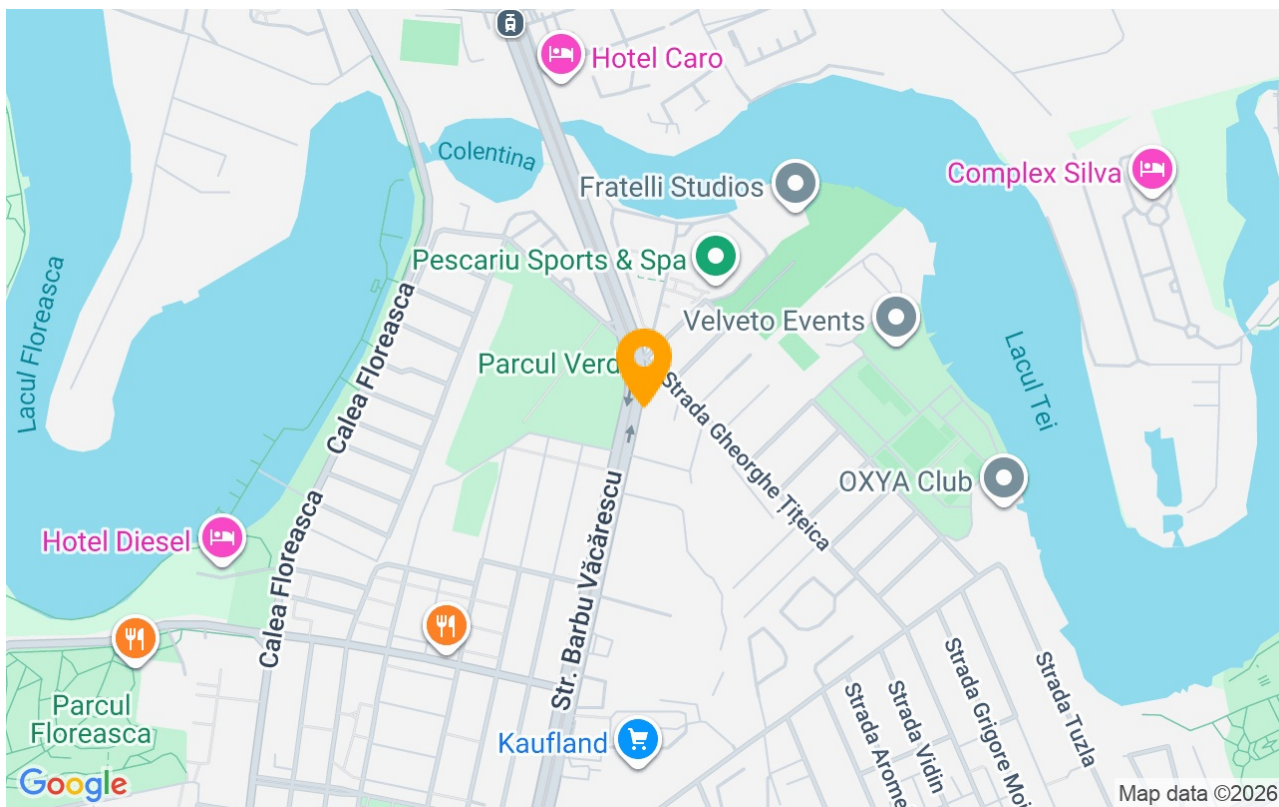 Hotel Caro
Colentina
Fratelli Studios
Complex Silva
Pescariu Sports & Spa
Lacul Floreasca
Calea Floreasca
Velveto Events
Parcul Verd
Lacul Tei
Strada Gheorghe Țițeica
OXYA Club
Hotel Diesel
Calea Floreasca
Str. Barbu Văcărescu
Parcul
Floreasca
Kaufland
Strada Arome
Strada Vidin
Strada Grigore Moi
Strada Tuzla
Google
Map data ©2026